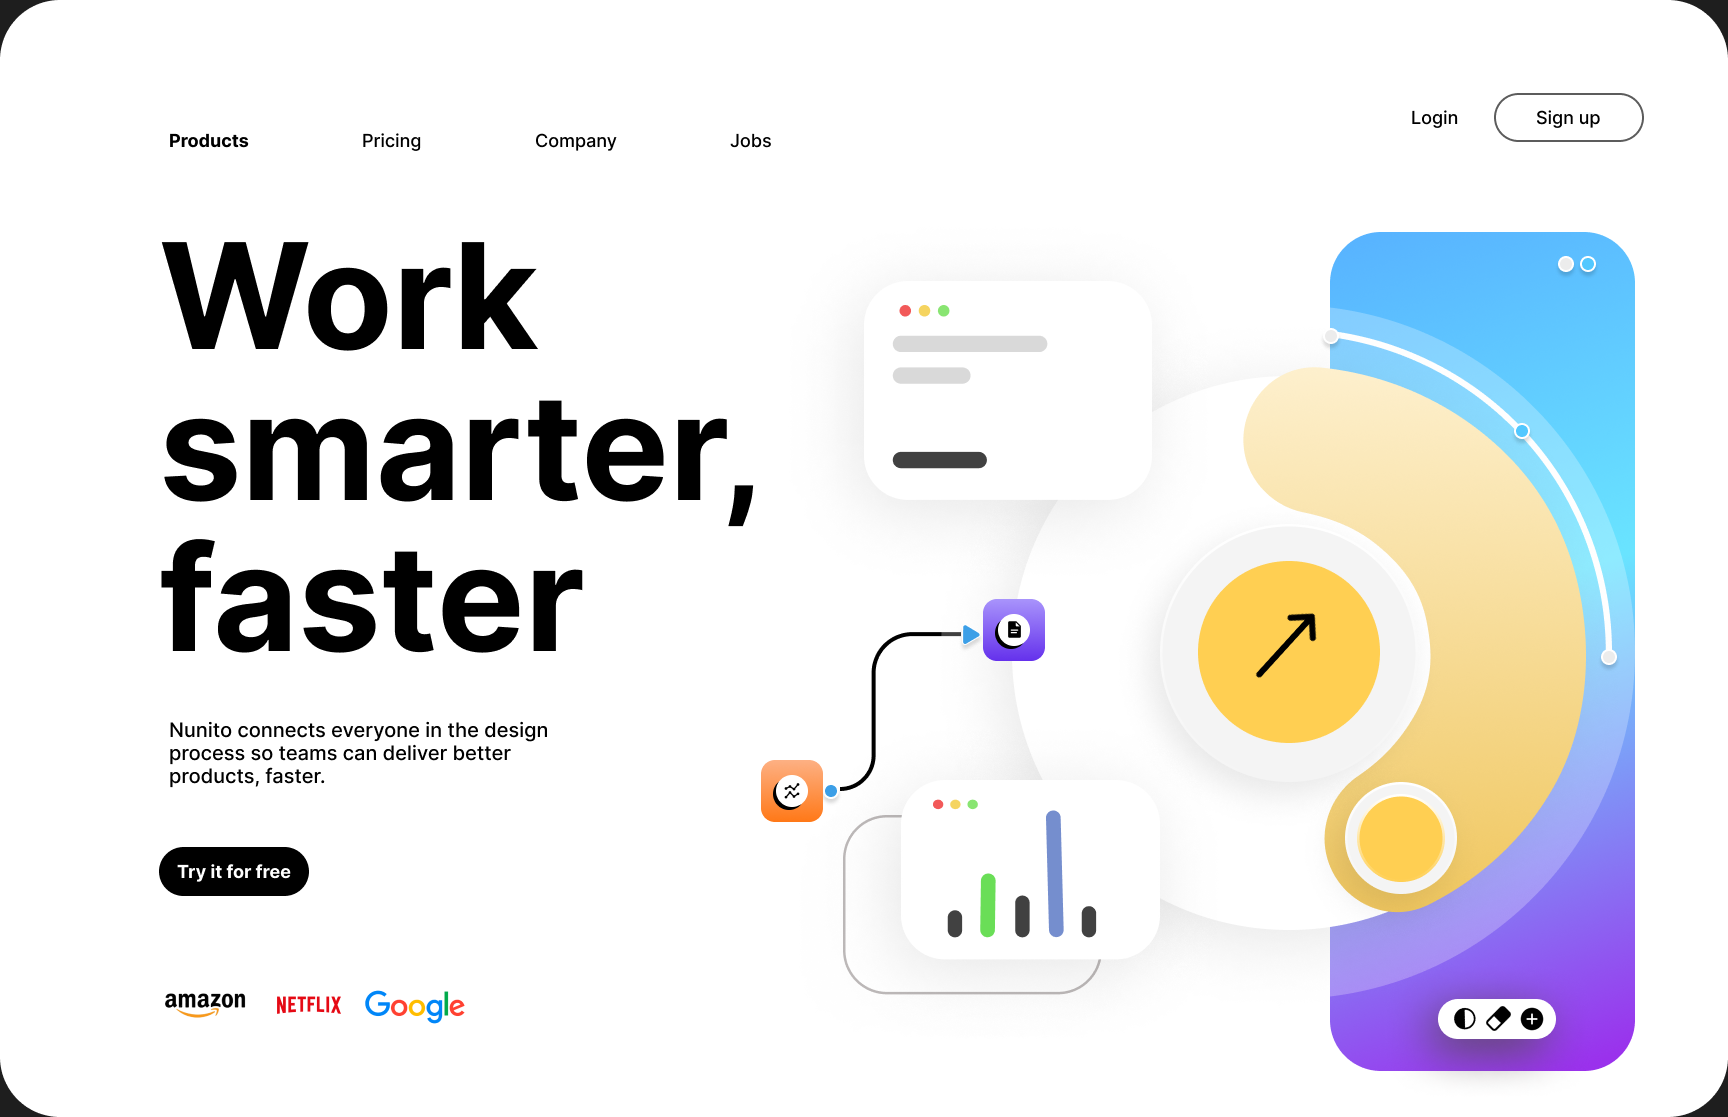 Products Pricing Company Jobs Login Sign up
Work
smarter,
faster
Nunito connects everyone in the design
process so teams can deliver better
products, faster.
Try it for free
amazon NETFLIX Google